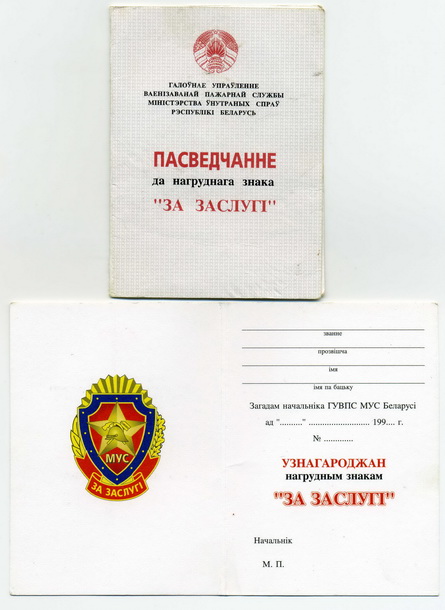 ГАЛОЎНАЕ УПРАЎЛЕННЕ
ВАЕНІЗАВАНАЙ ПАЖАРНАЙ СЛУЖБЫ
МІНІСТЭРСТВА ЎНУТРАНЫХ СПРАЎ
РЭСПУБЛІКІ БЕЛАРУСЬ
ПАСВЕДЧАННЕ
да нагруднага знака
"ЗА ЗАСЛУГІ"
МУС
ЗА ЗАСЛУГІ
званне
прозвішча
імя
імя па бацьку
Загадам начальніка ГУВПС МУС Беларусі
ад ".........." .......................... 199.... г.
№ .............
УЗНАГАРОДЖАН
нагрудным знакам
"ЗА ЗАСЛУГІ"
Начальнік
М. П.